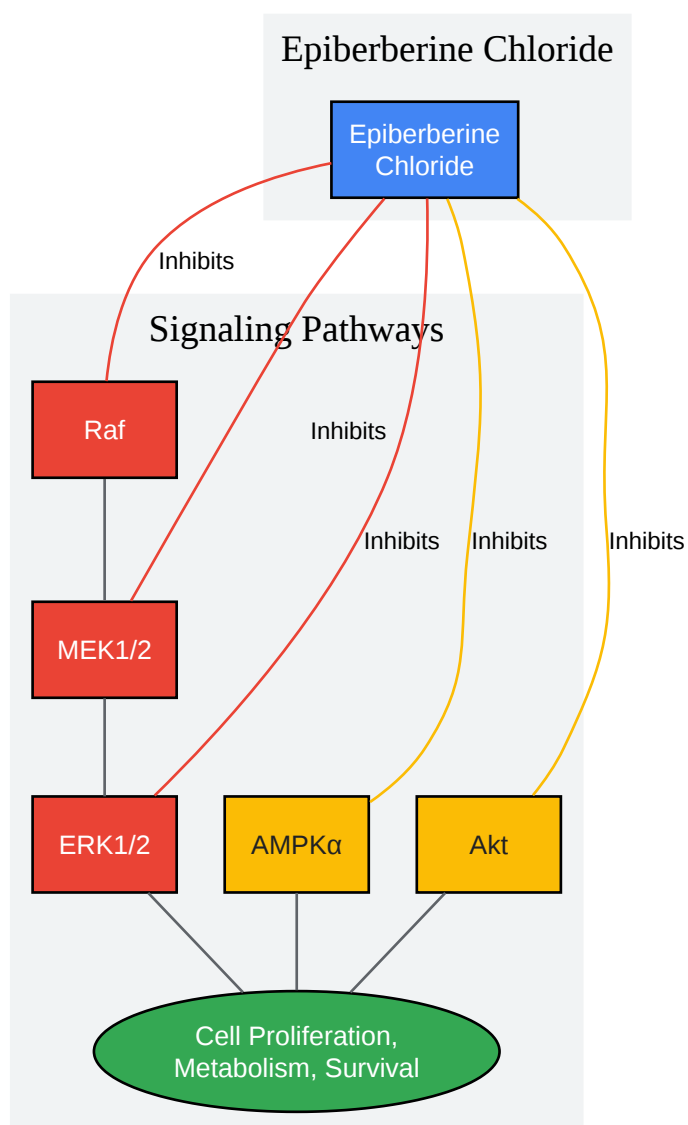 Epiberberine Chloride
Epiberberine
Chloride
Inhibits
Signaling Pathways
Raf
Inhibits
Inhibits
Inhibits
Inhibits
MEK1/2
ERK1/2
AMPKα
Akt
Cell Proliferation,
Metabolism, Survival